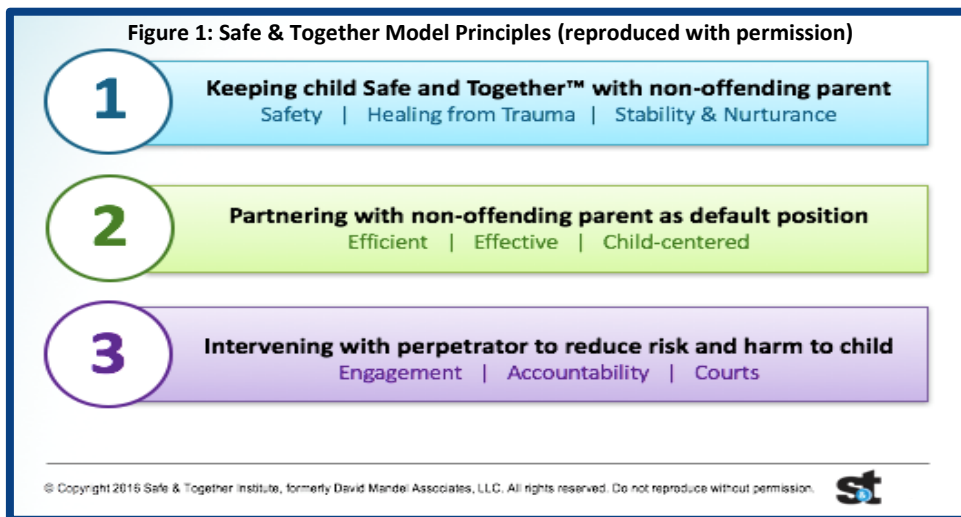 Figure 1: Safe & Together Model Principles (reproduced with permission)
1
Keeping child Safe and Together™ with non-offending parent
Safety | Healing from Trauma | Stability & Nurturance
2
Partnering with non-offending parent as default position
Efficient | Effective | Child-centered
3
Intervening with perpetrator to reduce risk and harm to child
Engagement | Accountability | Courts
© Copyright 2016 Safe & Together Institute, formerly David Mandel Associates, LLC. All rights reserved. Do not reproduce without permission.
s&t